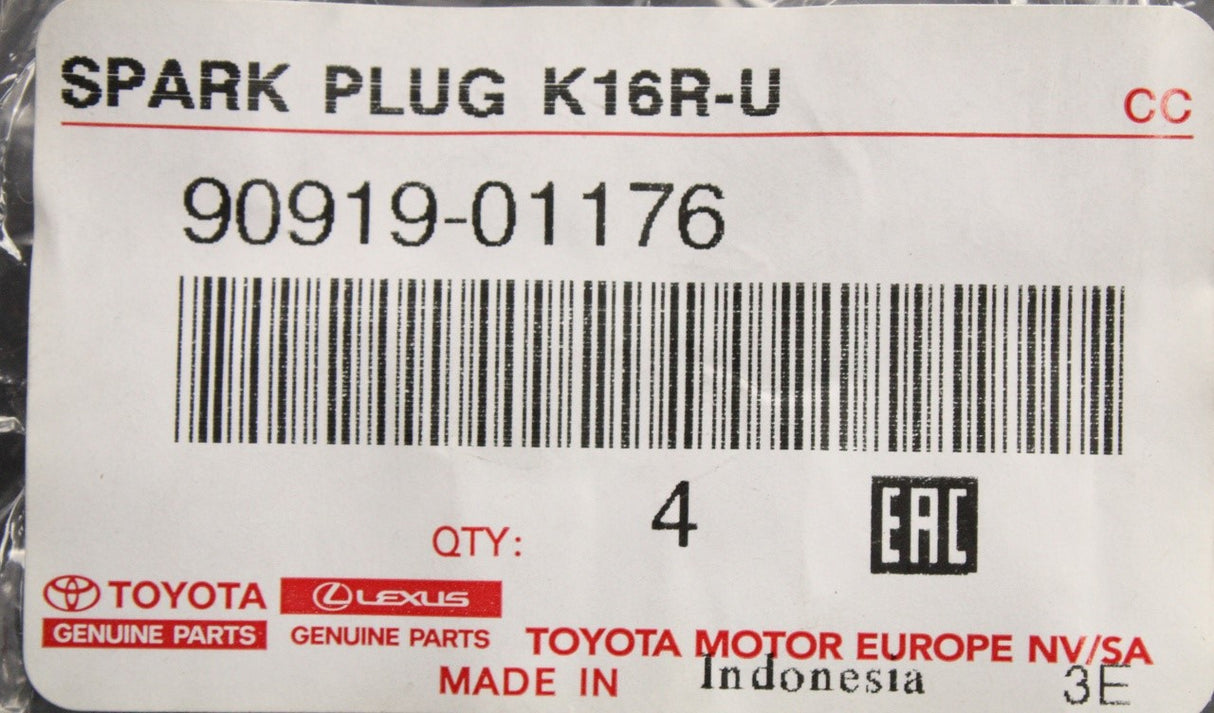 SPARK PLUG K16R-U CC
90919-01176
QTY: 4 EAC
TOYOTA LEXUS
GENUINE PARTS GENUINE PARTS TOYOTA MOTOR EUROPE NV/SA
MADE IN Indonesia 3E